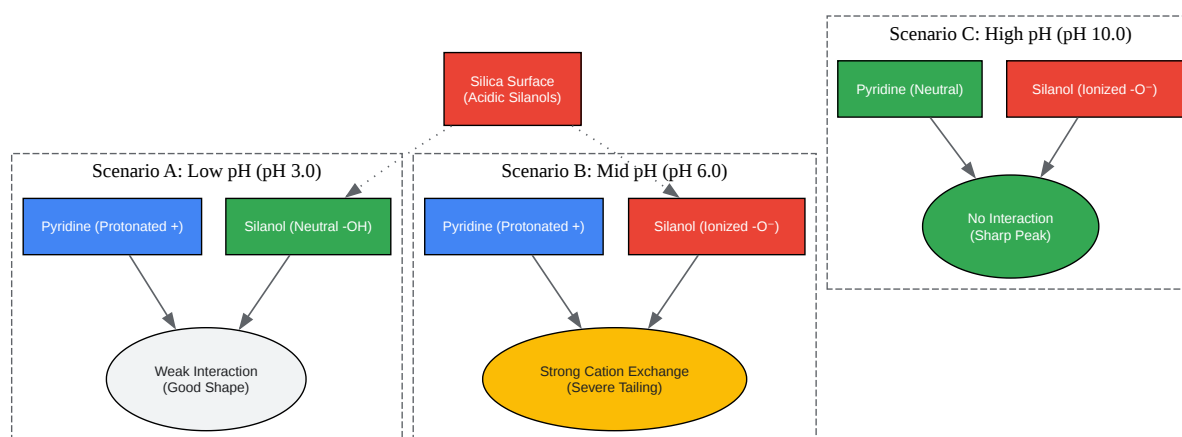 Scenario C: High pH (pH 10.0)
Pyridine (Neutral)
Silanol (Ionized -O⁻)
No Interaction
(Sharp Peak)
Silica Surface
(Acidic Silanols)
Scenario A: Low pH (pH 3.0)
Pyridine (Protonated +)
Silanol (Neutral -OH)
Weak Interaction
(Good Shape)
Scenario B: Mid pH (pH 6.0)
Pyridine (Protonated +)
Silanol (Ionized -O⁻)
Strong Cation Exchange
(Severe Tailing)